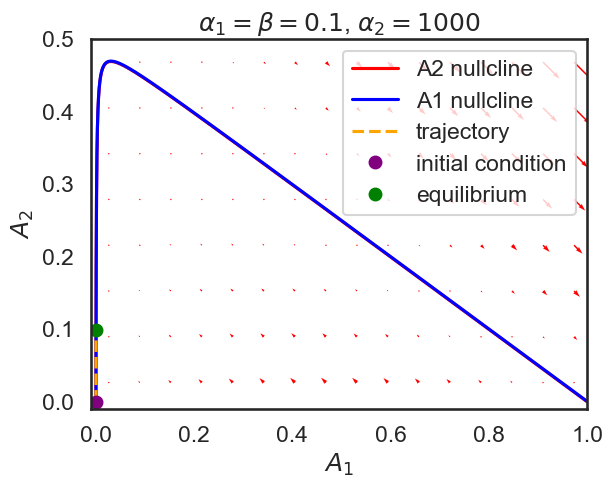 α₁ = β = 0.1, α₂ = 1000
0.5
0.4
0.3
0.2
0.1
0.0
A₂
A2 nullcline
A1 nullcline
trajectory
initial condition
equilibrium
0.0 0.2 0.4 0.6 0.8 1.0
A₁